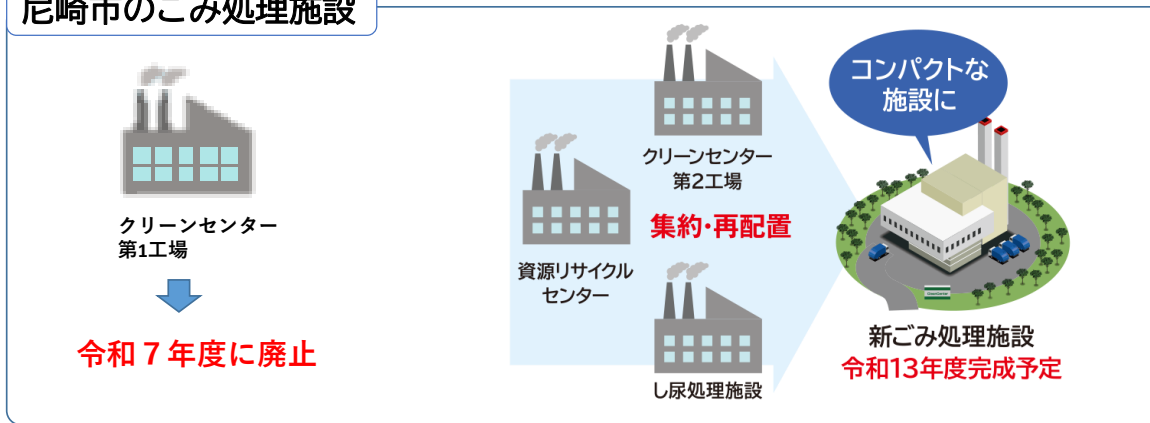 尼崎市のごみ処理施設
クリーンセンター
第1工場
令和７年度に廃止
クリーンセンター
第2工場
資源リサイクル
センター
集約・再配置
し尿処理施設
コンパクトな
施設に
新ごみ処理施設
令和13年度完成予定